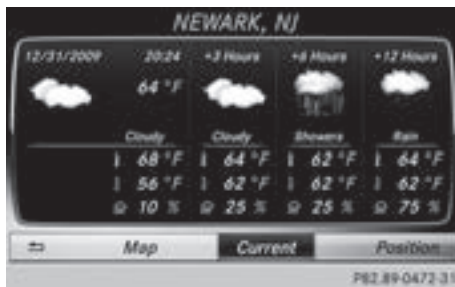 NEWARK, NJ
12/31/2009 20:24 +3 Hours +6 Hours +12 Hours
64 °F
Cloudy Cloudy Showers Rain
68 °F 64 °F 62 °F 64 °F
56 °F 62 °F 62 °F 62 °F
10 % 25 % 25 % 75 %
Map Current Position
P82.89-0472-31